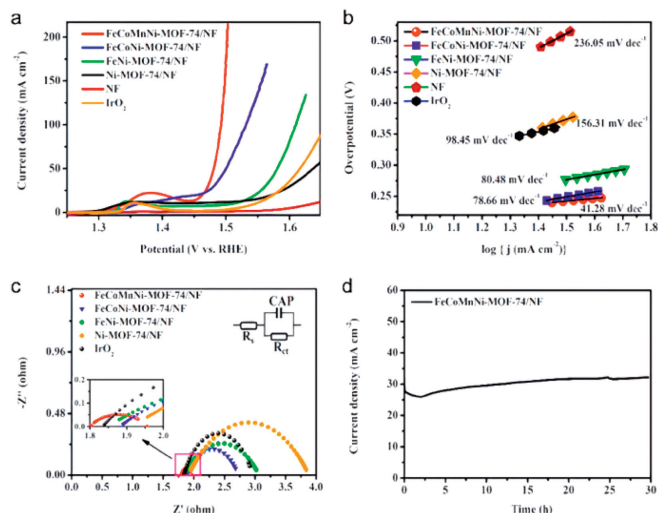 a
FeCoMnNi-MOF-74/NF
FeCoNi-MOF-74/NF
FeNi-MOF-74/NF
Ni-MOF-74/NF
NF
IrO2
Current density (mA cm-2)
200
150
100
50
0
1.3
1.4
1.5
1.6
Potential (V vs. RHE)
b
FeCoMnNi-MOF-74/NF
FeCoNi-MOF-74/NF
FeNi-MOF-74/NF
Ni-MOF-74/NF
NF
IrO2
236.05 mV dec-1
156.31 mV dec-1
98.45 mV dec-1
80.48 mV dec-1
78.66 mV dec-1
41.28 mV dec-1
Overpotential (V)
0.50
0.45
0.40
0.35
0.30
0.25
1.2
1.3
1.4
1.5
1.6
1.7
1.8
log { j (mA cm-2)}
c
FeCoMnNi-MOF-74/NF
FeCoNi-MOF-74/NF
FeNi-MOF-74/NF
Ni-MOF-74/NF
IrO2
CAP
Rs
Rct
-Z'' (ohm)
1.44
0.96
0.48
0.00
0.2
0.1
0.0
1.8
1.9
2.0
0.0
0.5
1.0
1.5
2.0
2.5
3.0
3.5
4.0
Z' (ohm)
d
FeCoMnNi-MOF-74/NF
Current density (mA cm-2)
60
50
40
30
20
10
0
0
5
10
15
20
25
30
Time (h)